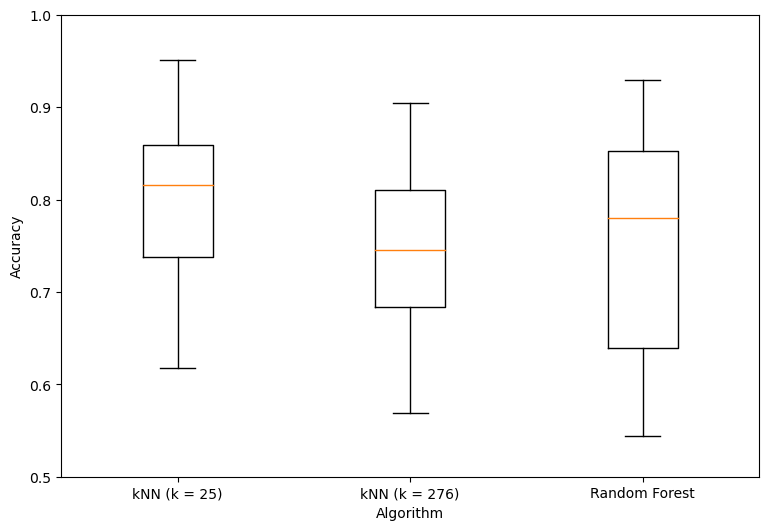 1.0
0.9
0.8
0.7
0.6
0.5
Accuracy
kNN (k = 25)
kNN (k = 276)
Random Forest
Algorithm